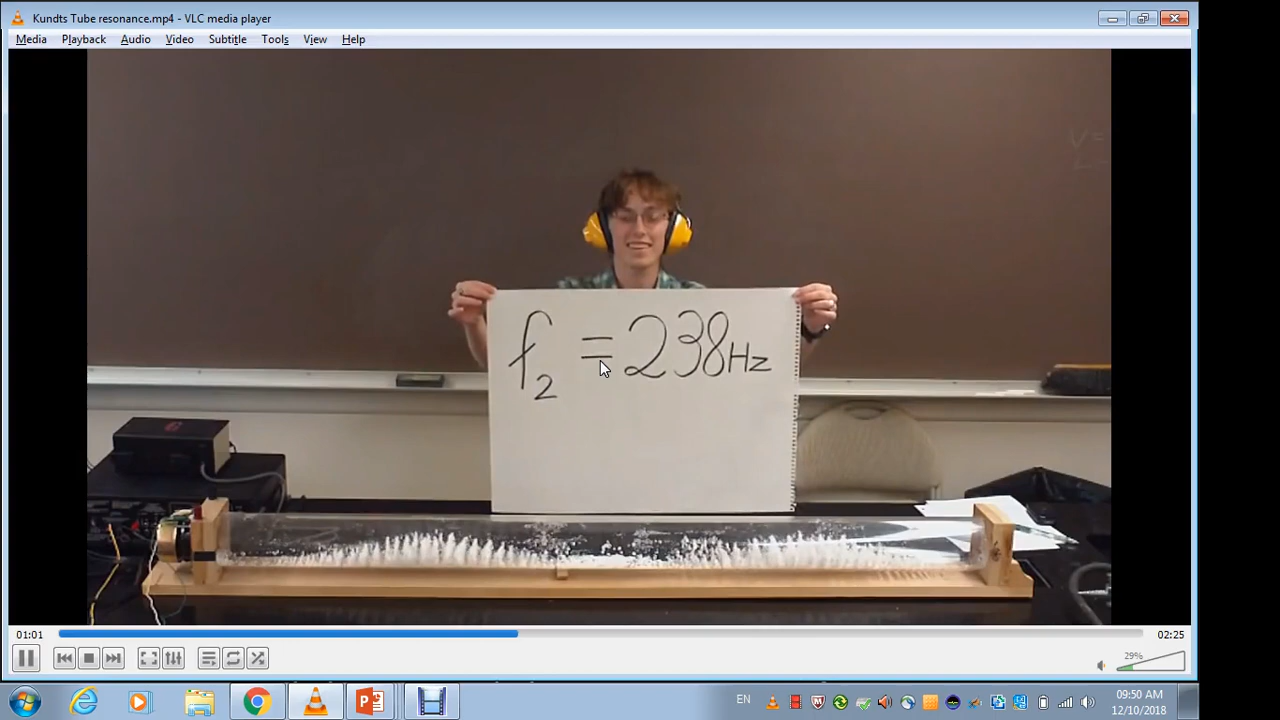 Kundts Tube resonance.mp4 - VLC media player
Media Playback Audio Video Subtitle Tools View Help
V =
f₂ = 238Hz
01:01
02:25
29%
EN
09:50 AM
12/10/2018